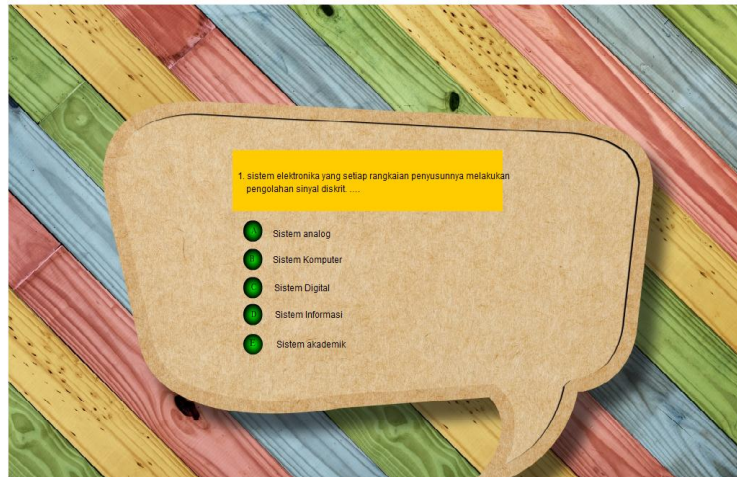 1. sistem elektronika yang setiap rangkaian penyusunnya melakukan
pengolahan sinyal diskrit. ....
A Sistem analog
B Sistem Komputer
Sistem Digital
D Sistem Informasi
Sistem akademik